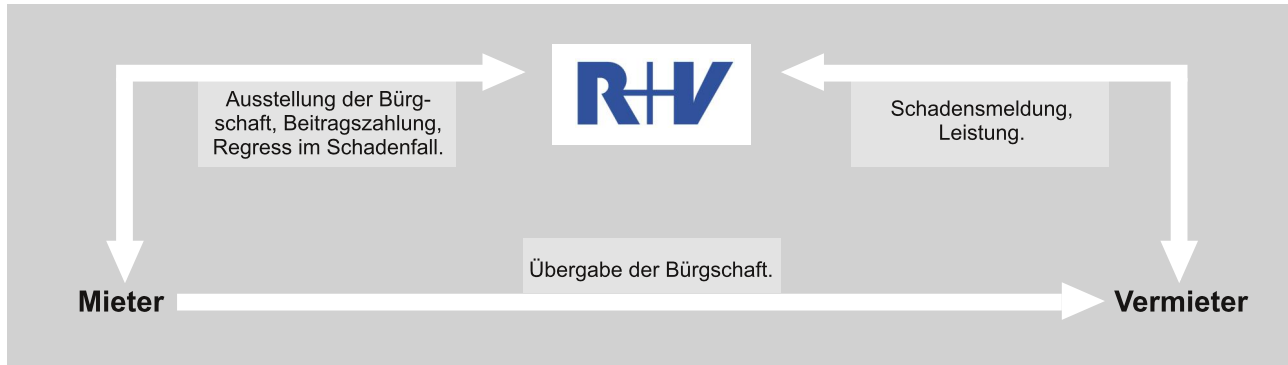 R+V
Ausstellung der Bürg-
schaft, Beitragszahlung,
Regress im Schadenfall.
Schadensmeldung,
Leistung.
Übergabe der Bürgschaft.
Mieter
Vermieter